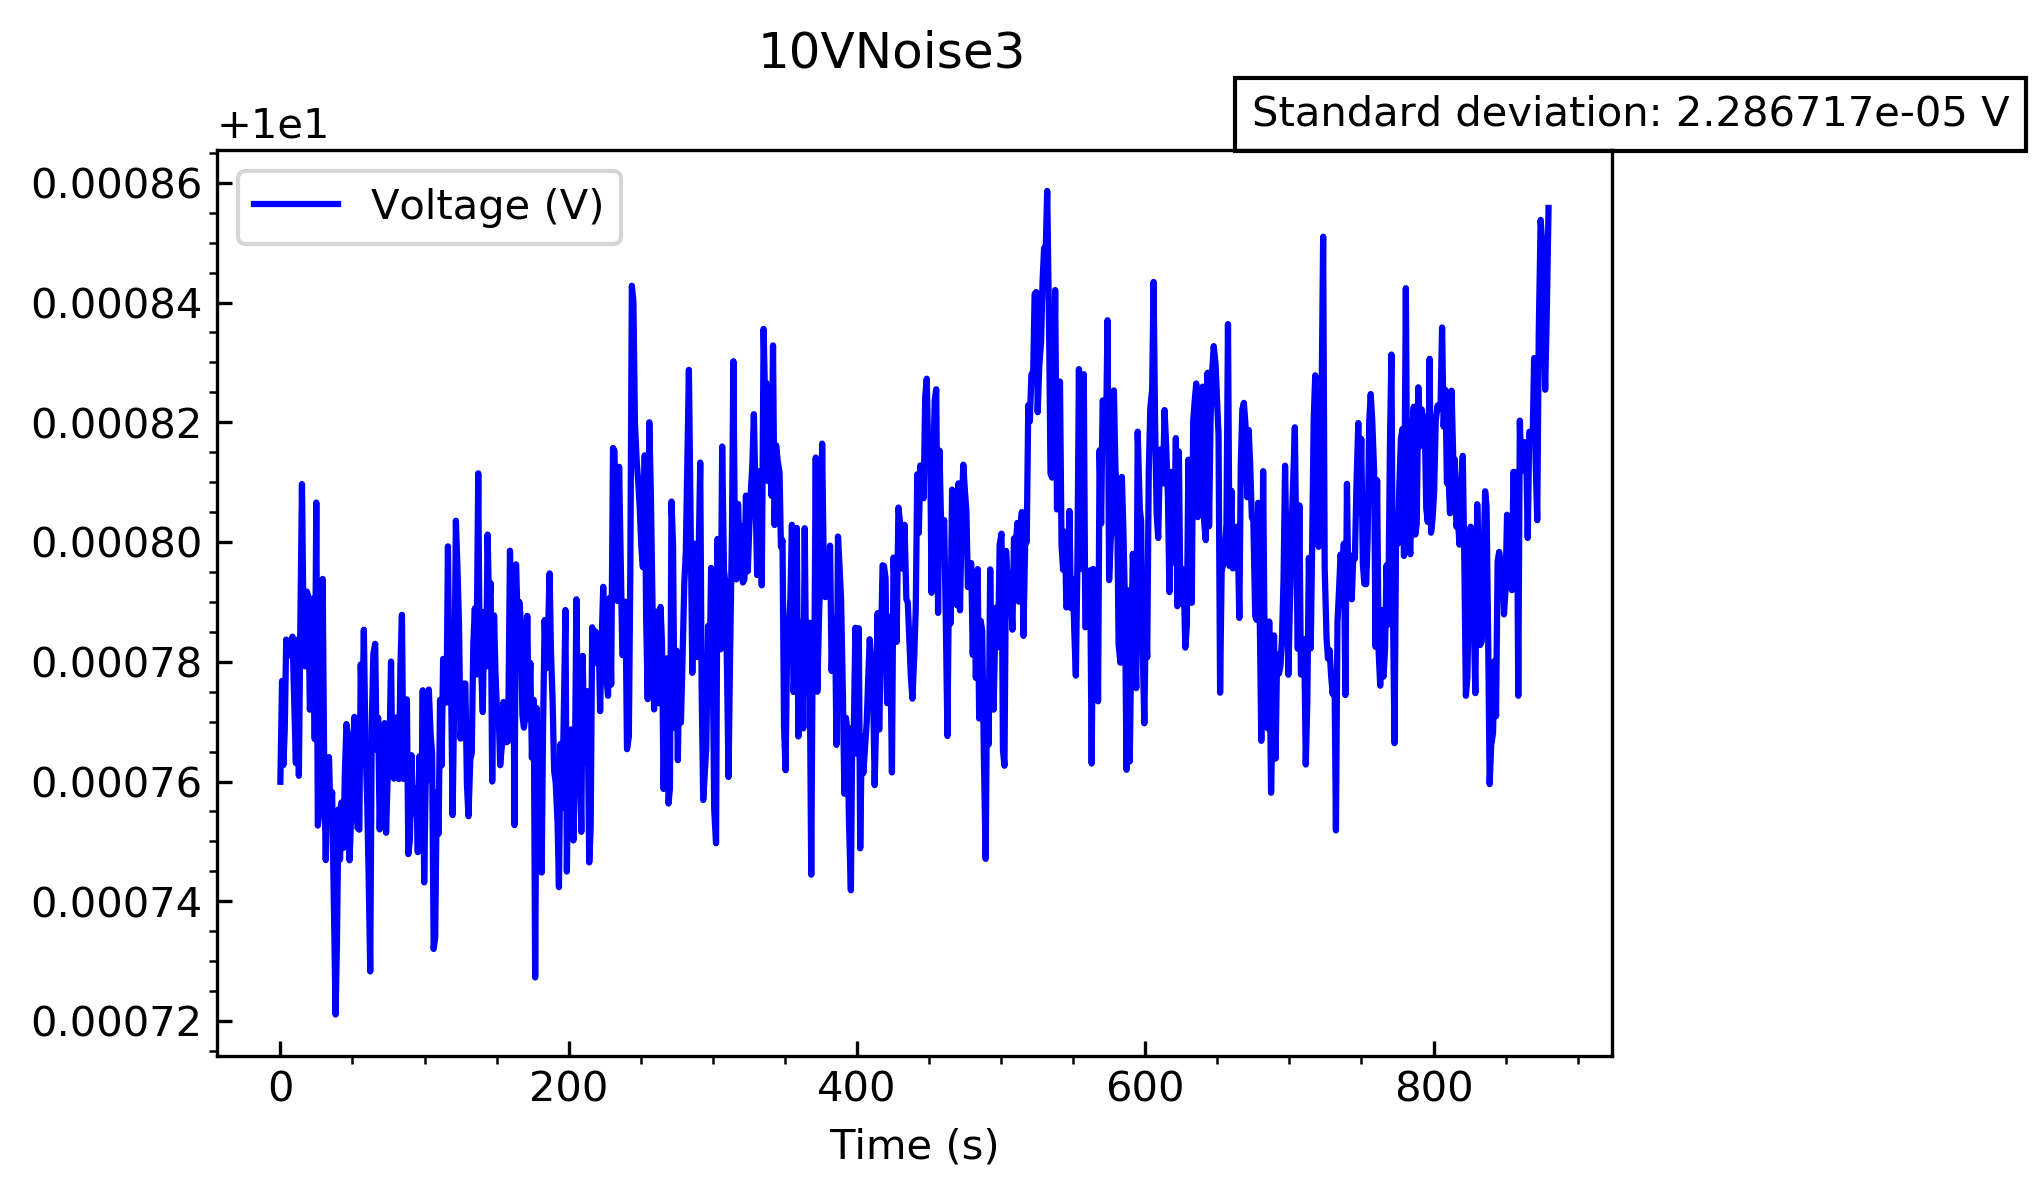 10VNoise3
Standard deviation: 2.286717e-05 V
+1e1
Voltage (V)
0.00086
0.00084
0.00082
0.00080
0.00078
0.00076
0.00074
0.00072
0 200 400 600 800
Time (s)